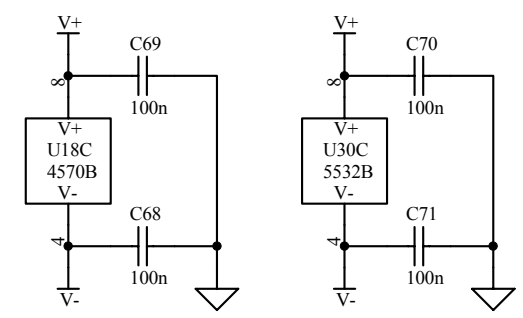 V+
C69
8
100n
V+
U18C
4570B
V-
C68
4
100n
V-
V+
C70
8
100n
V+
U30C
5532B
V-
C71
4
100n
V-